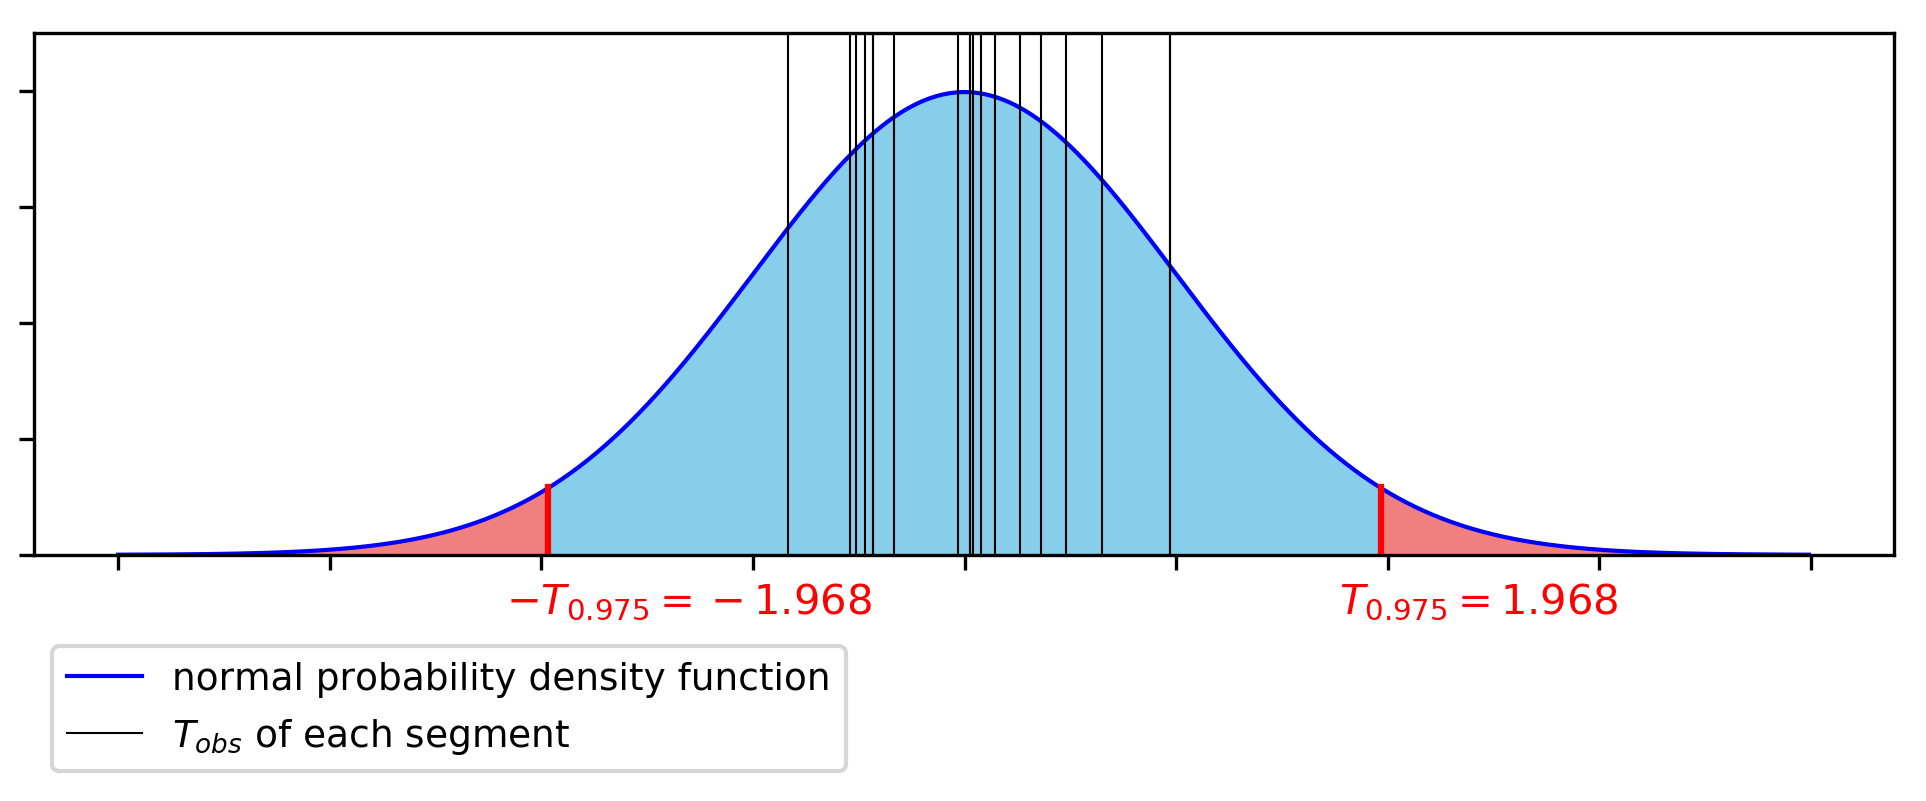 −T0.975 = −1.968
T0.975 = 1.968
normal probability density function
Tobs of each segment